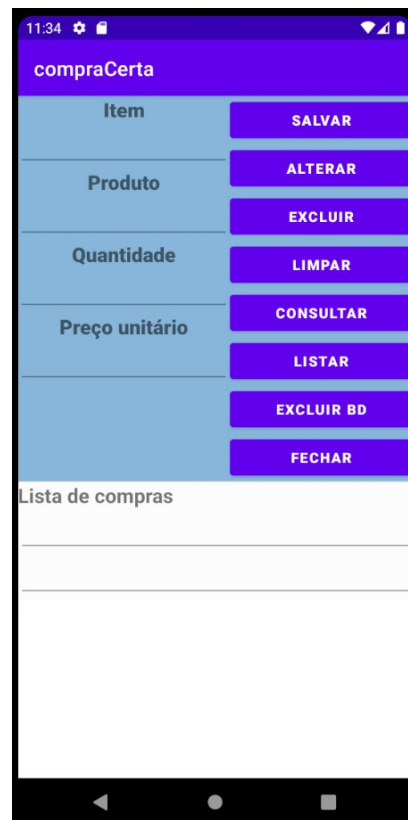 11:34
compraCerta
Item
SALVAR
Produto
ALTERAR
EXCLUIR
Quantidade
LIMPAR
Preço unitário
CONSULTAR
LISTAR
EXCLUIR BD
FECHAR
Lista de compras